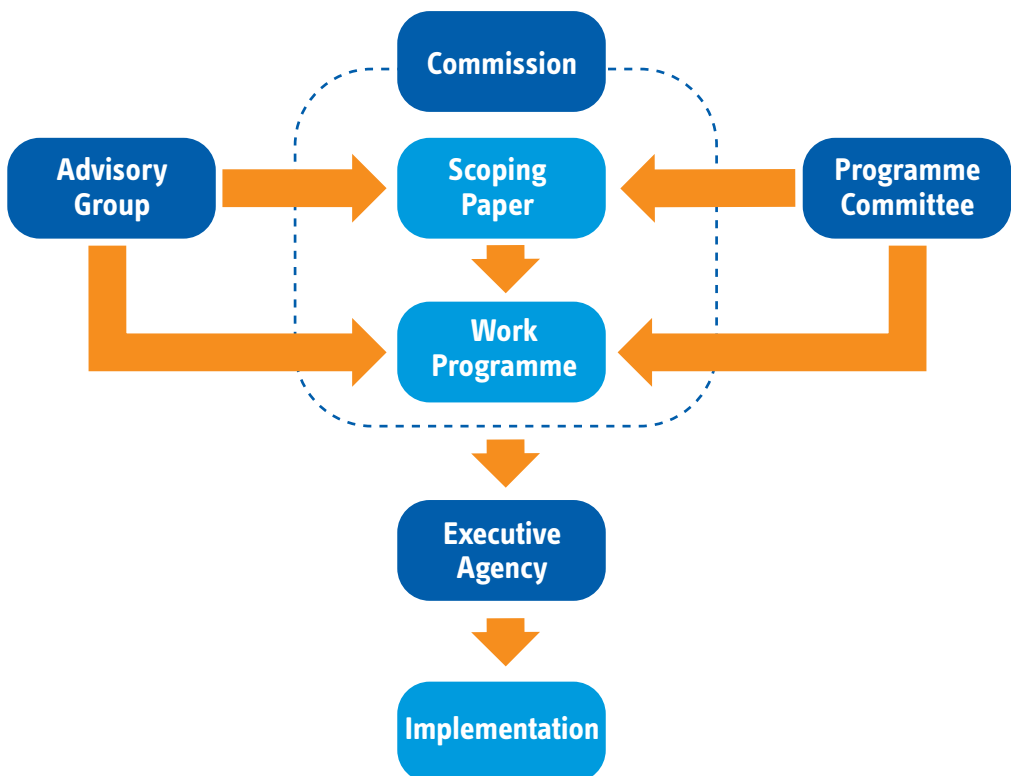 Commission
Advisory
Group
Scoping
Paper
Programme
Committee
Work
Programme
Executive
Agency
Implementation